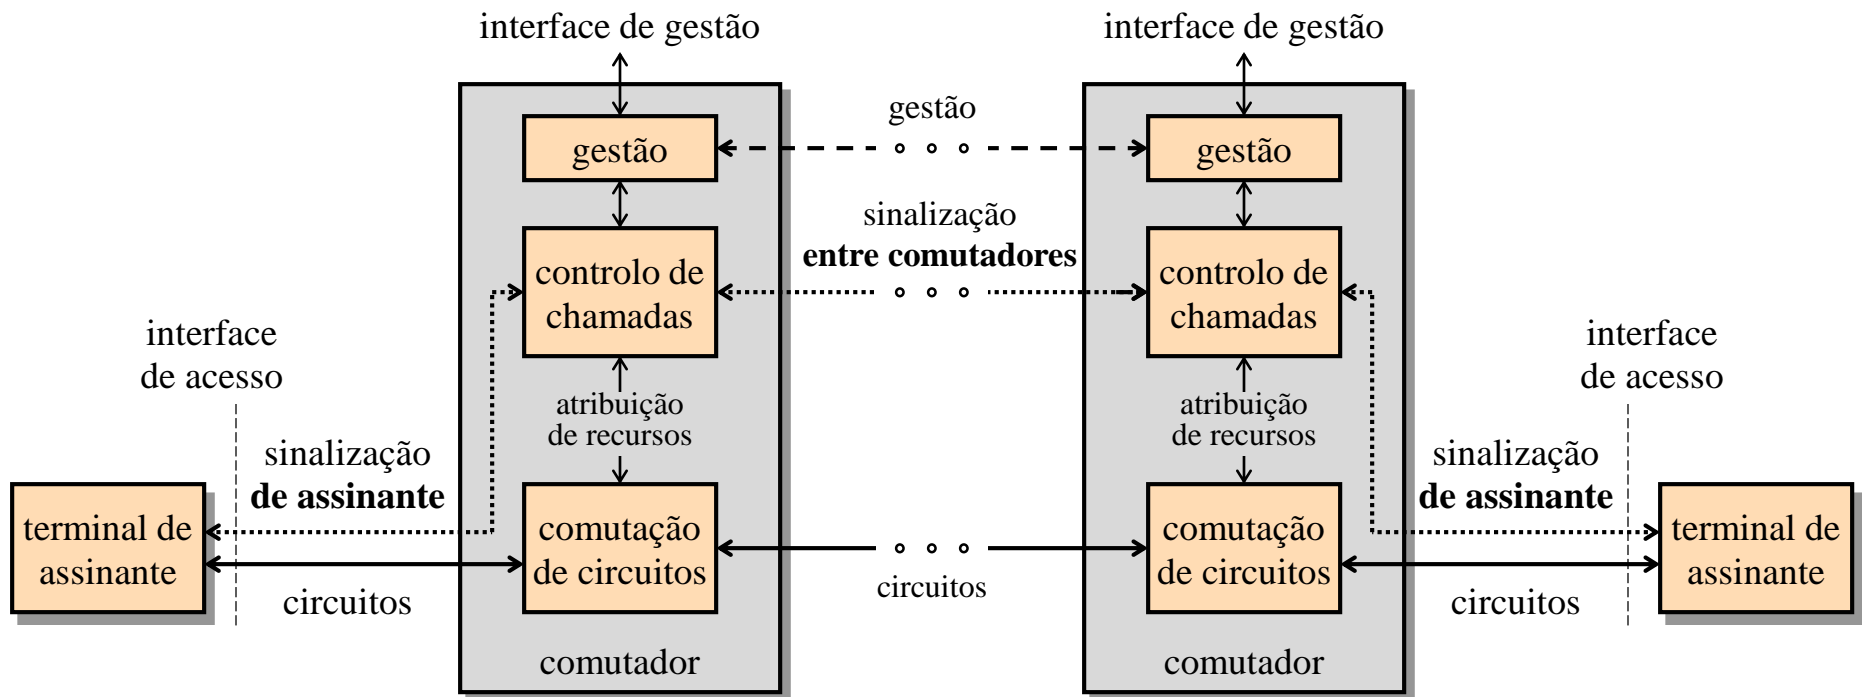 interface de gestão
interface de gestão
gestão
gestão
gestão
sinalização
entre comutadores
controlo de
chamadas
controlo de
chamadas
interface
de acesso
interface
de acesso
atribuição
de recursos
atribuição
de recursos
sinalização
de assinante
sinalização
de assinante
terminal de
assinante
comutação
de circuitos
comutação
de circuitos
terminal de
assinante
circuitos
circuitos
circuitos
comutador
comutador